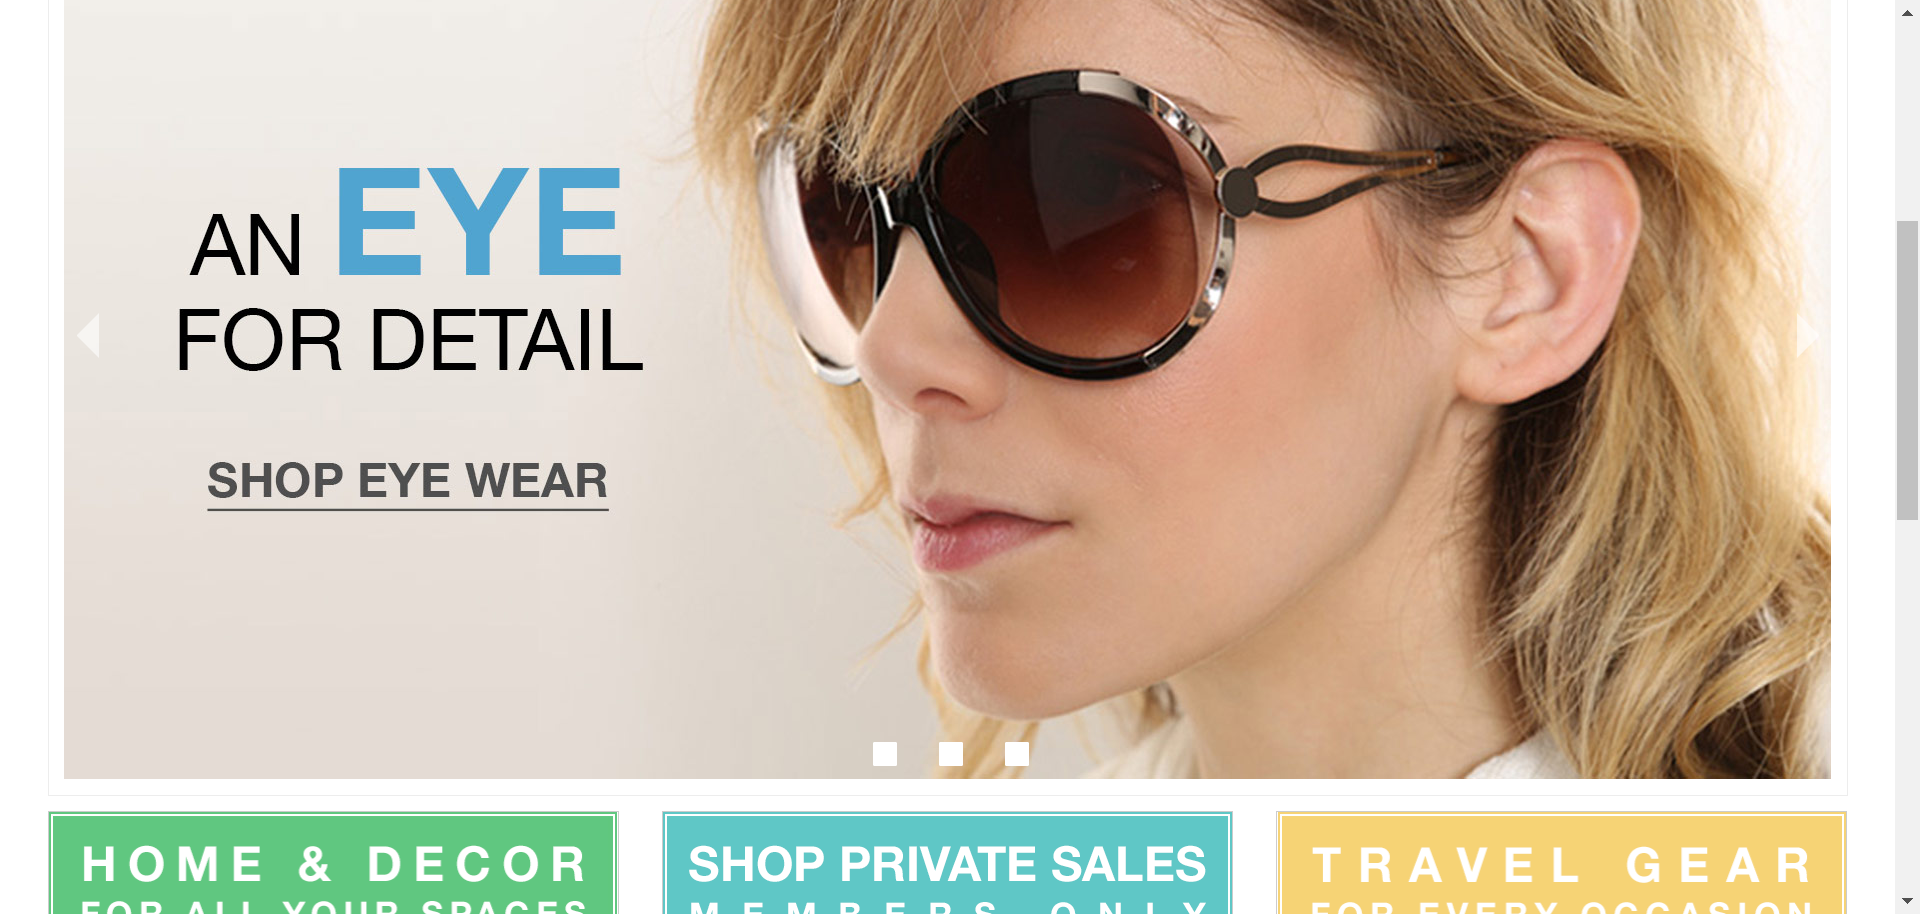 AN EYE
FOR DETAIL
SHOP EYE WEAR
HOME & DECOR
FOR ALL YOUR SPACES
SHOP PRIVATE SALES
MEMBERS ONLY
TRAVEL GEAR
FOR EVERY OCCASION